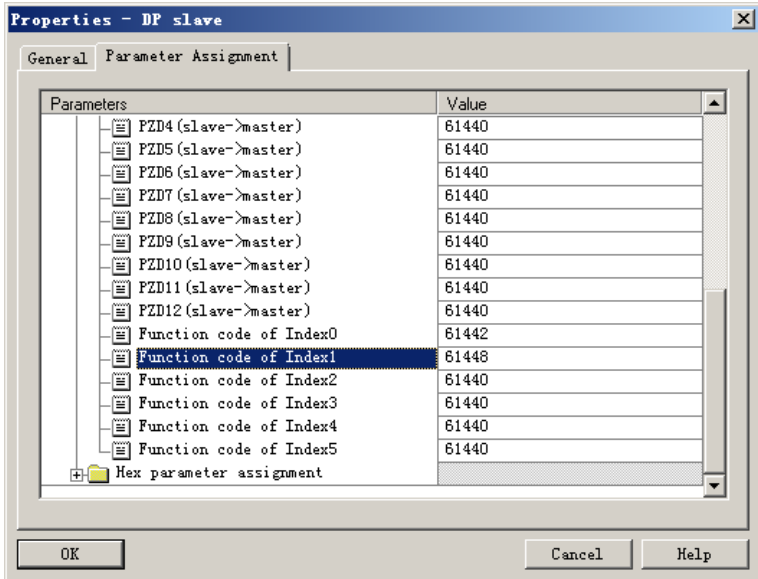 Properties - DP slave
General Parameter Assignment
Parameters Value
PZD4(slave->master) 61440
PZD5(slave->master) 61440
PZD6(slave->master) 61440
PZD7(slave->master) 61440
PZD8(slave->master) 61440
PZD9(slave->master) 61440
PZD10(slave->master) 61440
PZD11(slave->master) 61440
PZD12(slave->master) 61440
Function code of Index0 61442
Function code of Index1 61448
Function code of Index2 61440
Function code of Index3 61440
Function code of Index4 61440
Function code of Index5 61440
Hex parameter assignment
OK Cancel Help